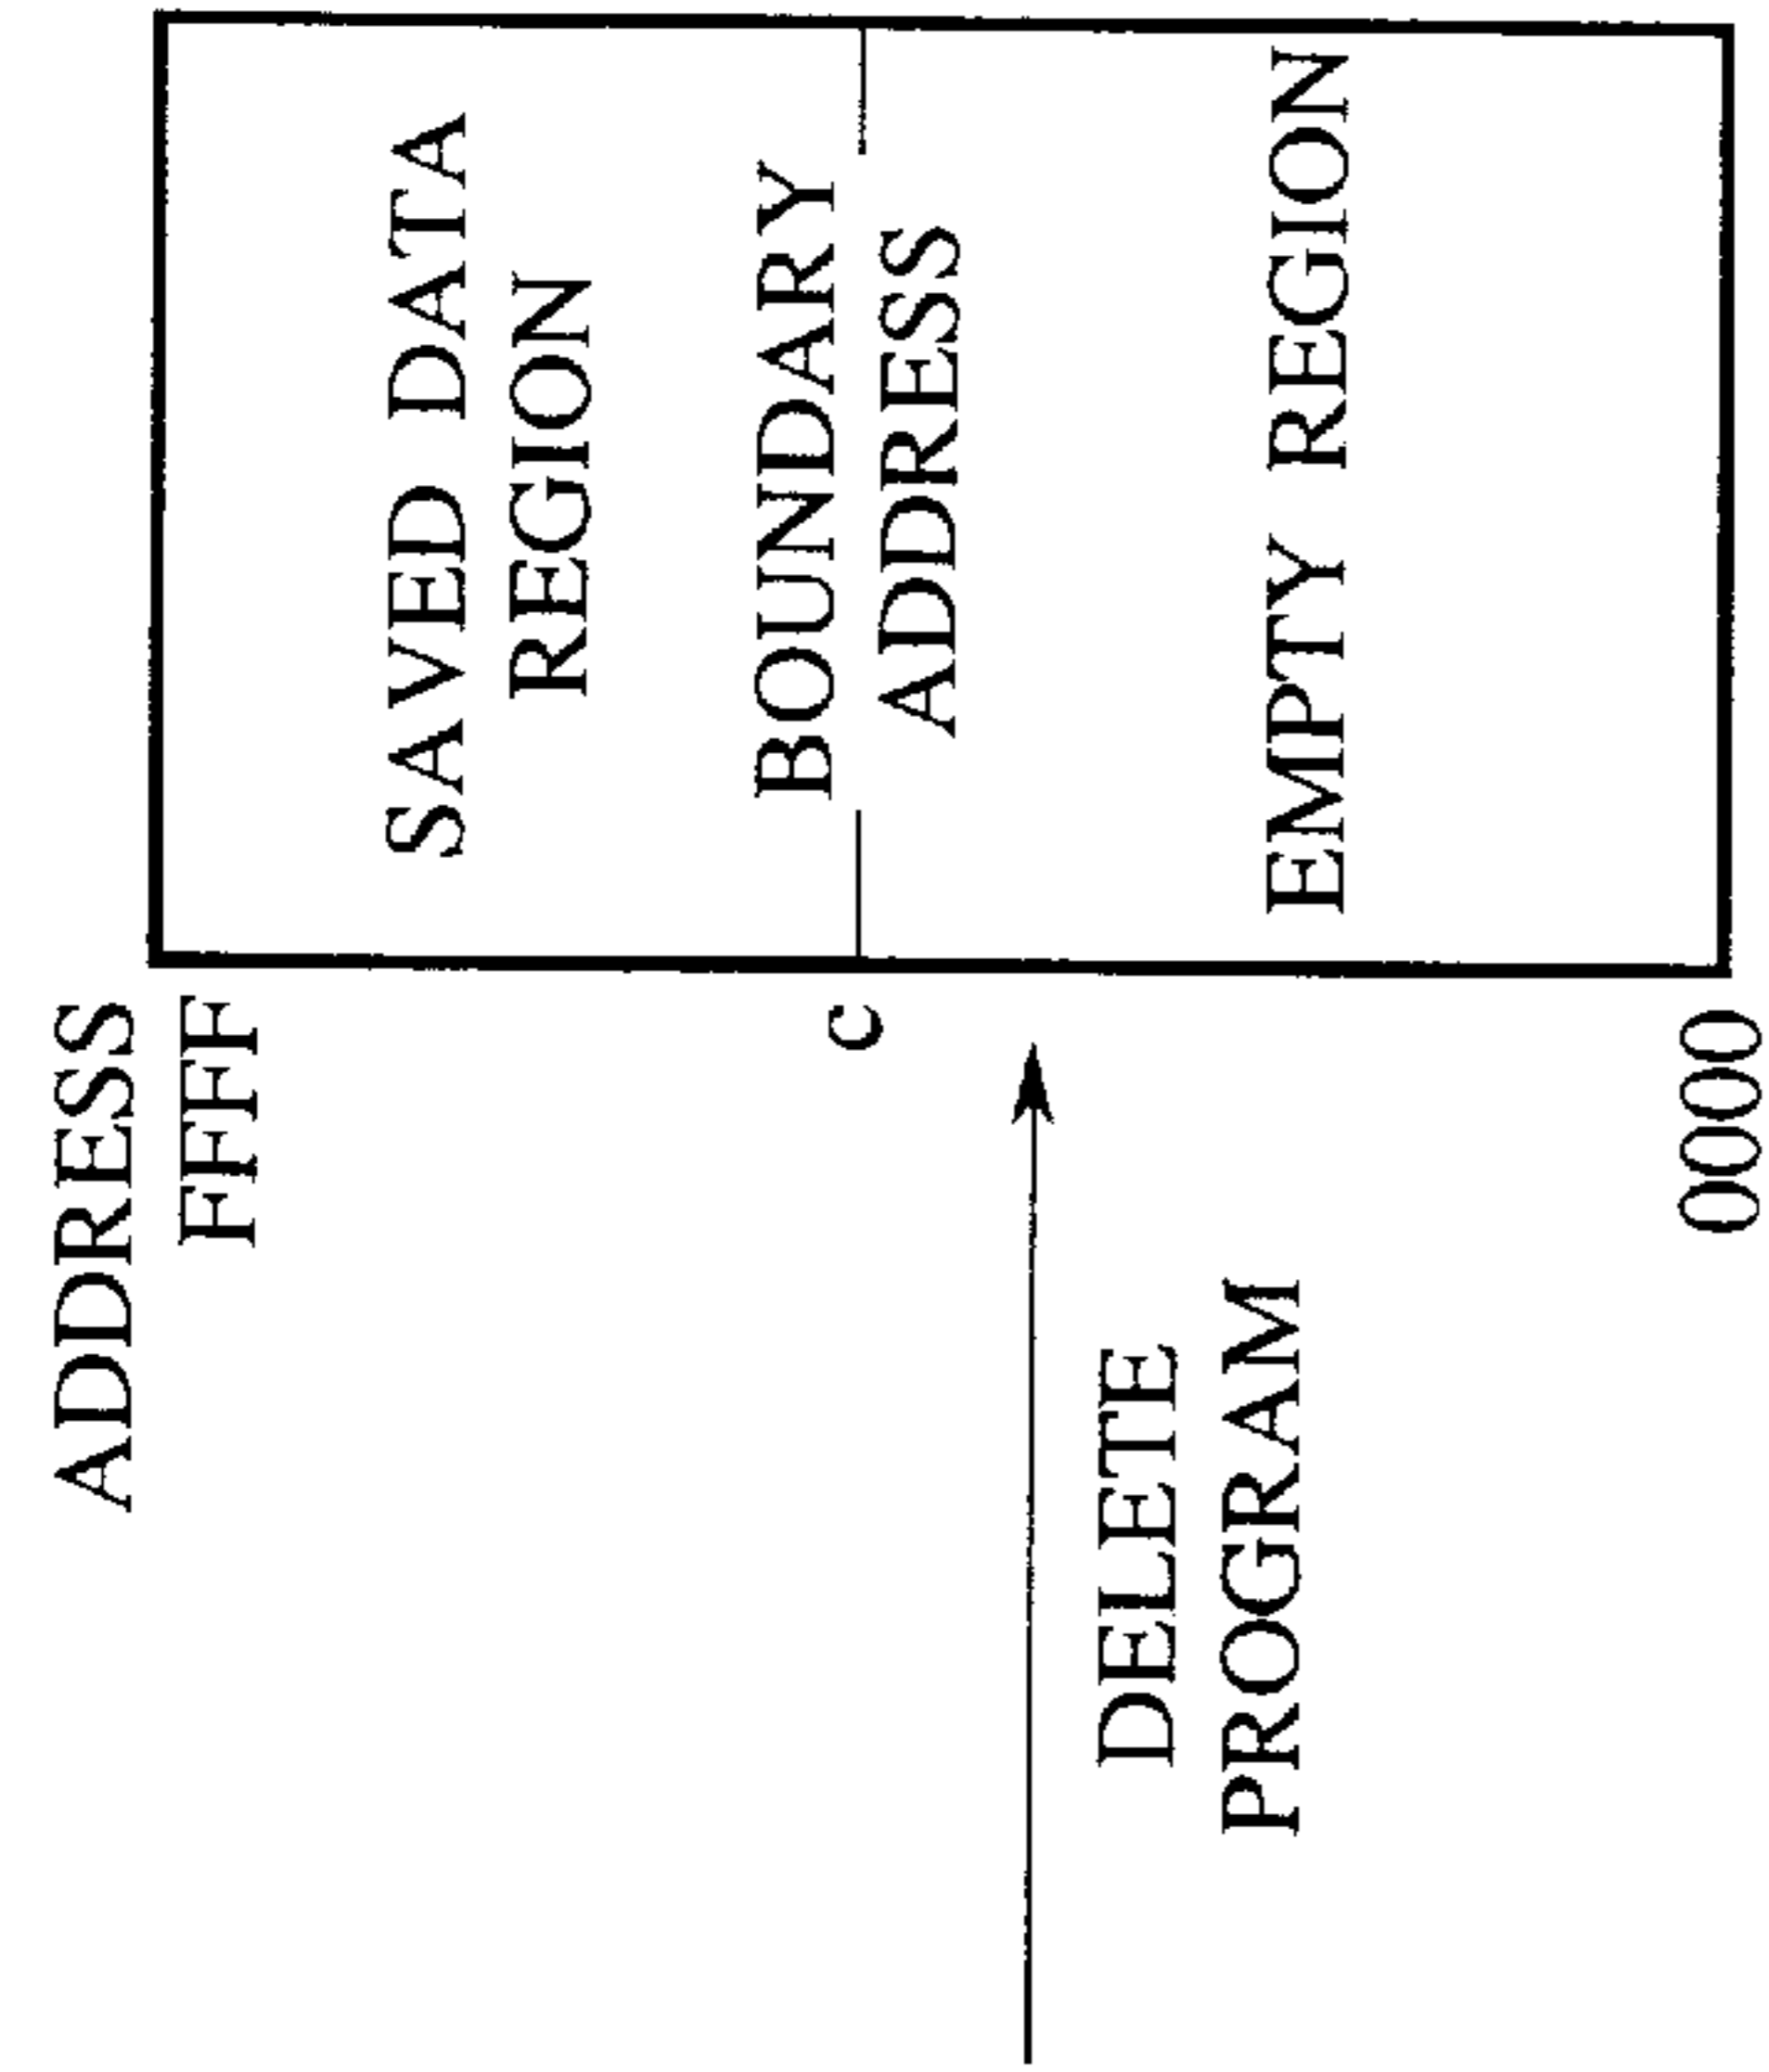 ADDRESS
FFFF
SAVED DATA
REGION
c
BOUNDARY
ADDRESS
DELETE
PROGRAM
EMPTY REGION
0000